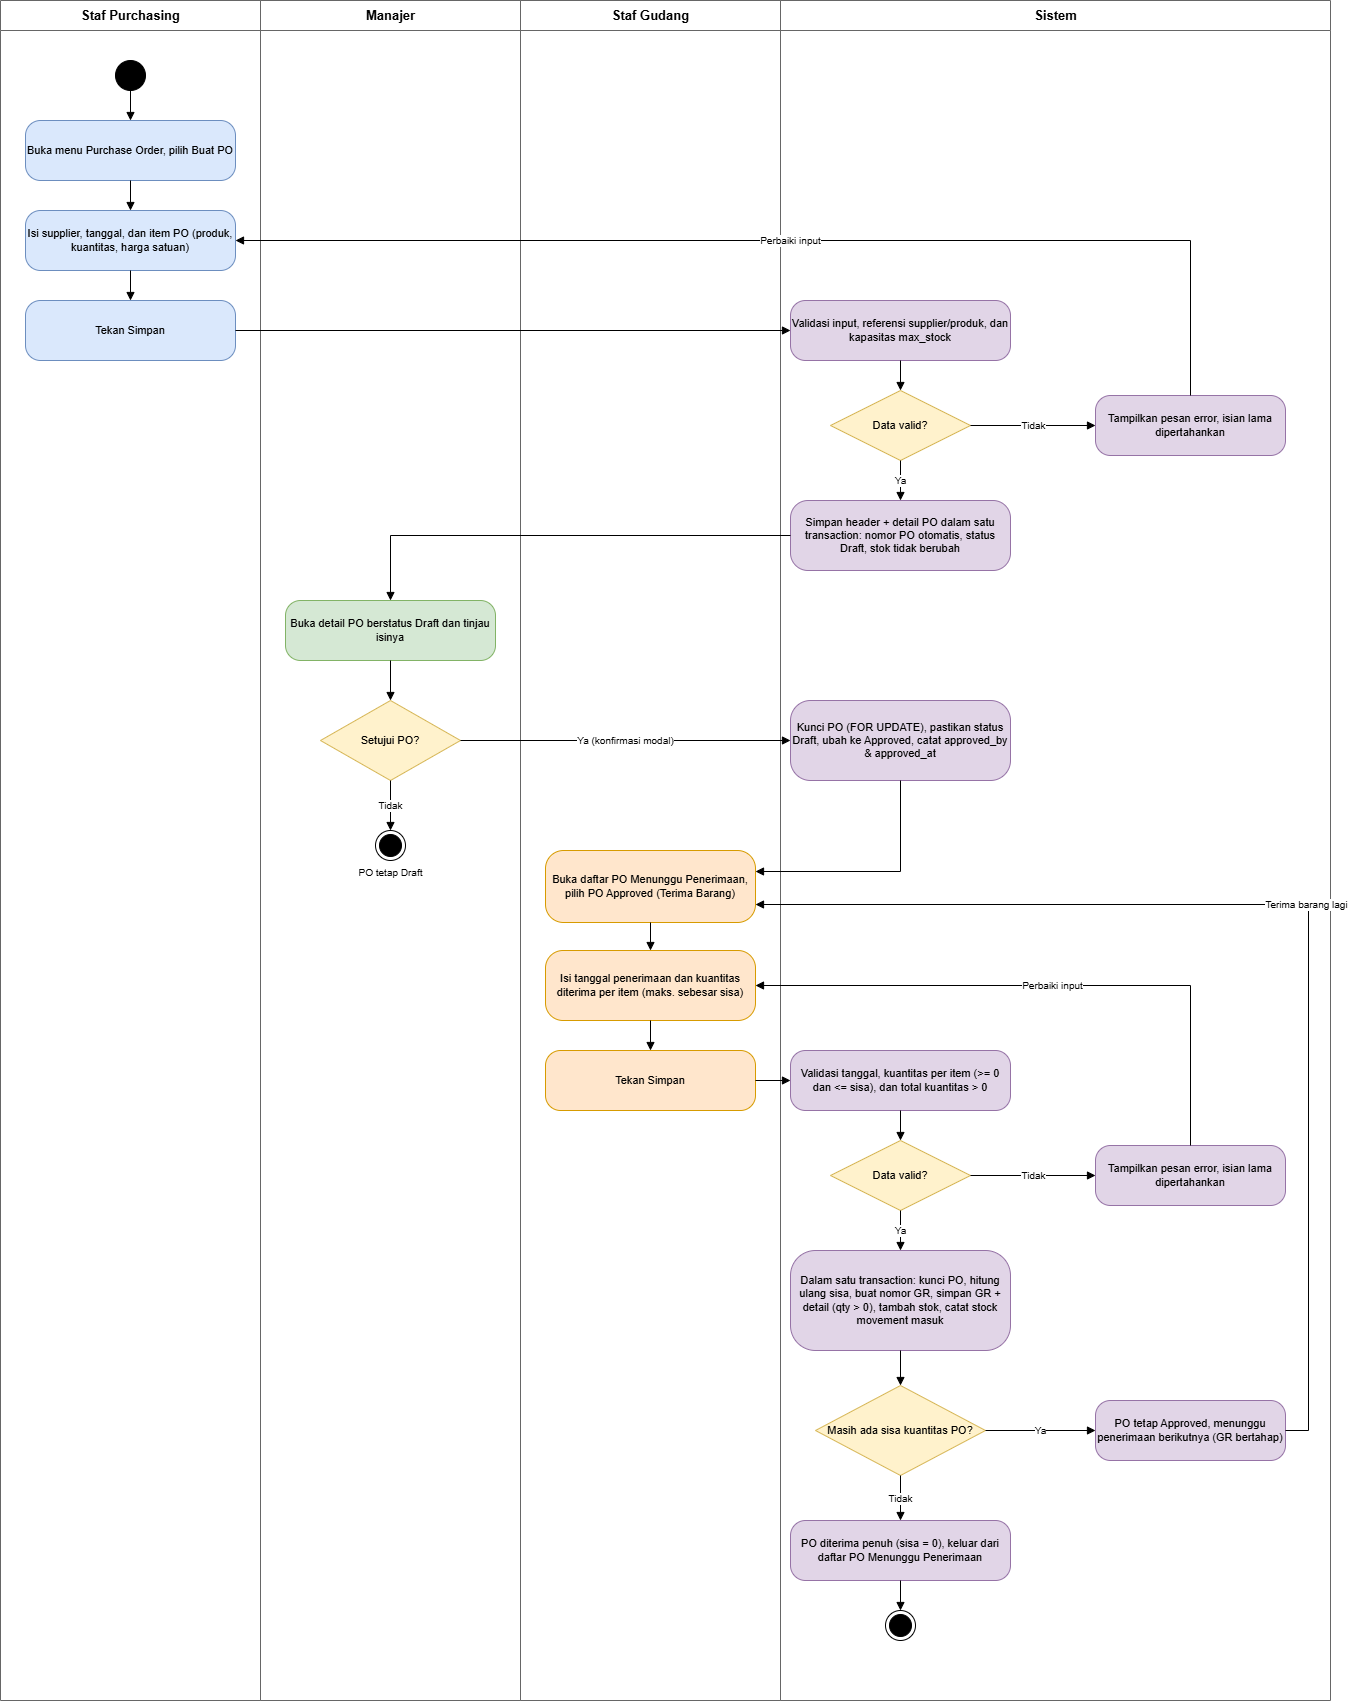 Staf Purchasing
Manajer
Staf Gudang
Sistem
Buka menu Purchase Order, pilih Buat PO
Isi supplier, tanggal, dan item PO (produk,
kuantitas, harga satuan)
Perbaiki input
Tekan Simpan
Validasi input, referensi supplier/produk, dan
kapasitas max_stock
Data valid?
Tidak
Tampilkan pesan error, isian lama
dipertahankan
Ya
Simpan header + detail PO dalam satu
transaction: nomor PO otomatis, status
Draft, stok tidak berubah
Buka detail PO berstatus Draft dan tinjau
isinya
Setujui PO?
Ya (konfirmasi modal)
Kunci PO (FOR UPDATE), pastikan status
Draft, ubah ke Approved, catat approved_by
& approved_at
Tidak
PO tetap Draft
Buka daftar PO Menunggu Penerimaan,
pilih PO Approved (Terima Barang)
Terima barang lagi
Isi tanggal penerimaan dan kuantitas
diterima per item (maks. sebesar sisa)
Perbaiki input
Tekan Simpan
Validasi tanggal, kuantitas per item (>= 0
dan <= sisa), dan total kuantitas > 0
Data valid?
Tidak
Tampilkan pesan error, isian lama
dipertahankan
Ya
Dalam satu transaction: kunci PO, hitung
ulang sisa, buat nomor GR, simpan GR +
detail (qty > 0), tambah stok, catat stock
movement masuk
Masih ada sisa kuantitas PO?
Ya
PO tetap Approved, menunggu
penerimaan berikutnya (GR bertahap)
Tidak
PO diterima penuh (sisa = 0), keluar dari
daftar PO Menunggu Penerimaan